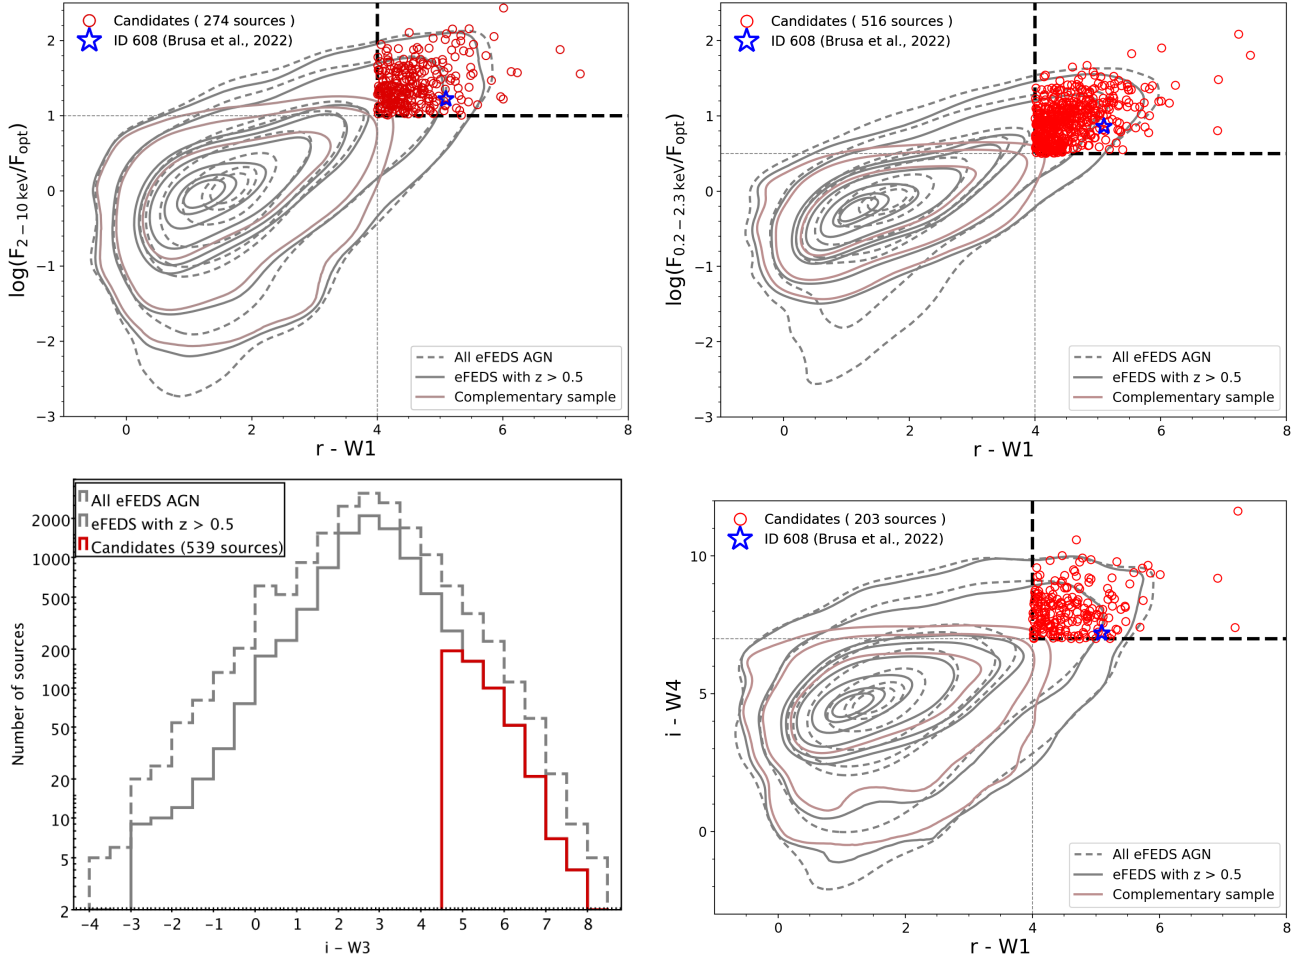 Candidates ( 274 sources )
ID 608 (Brusa et al., 2022)
2
1
0
−1
−2
−3
log(F2 − 10 keV/Fopt)
All eFEDS AGN
eFEDS with z > 0.5
Complementary sample
0 2 4 6 8
r - W1
Candidates ( 516 sources )
ID 608 (Brusa et al., 2022)
2
1
0
−1
−2
−3
log(F0.2 − 2.3 keV/Fopt)
All eFEDS AGN
eFEDS with z > 0.5
Complementary sample
0 2 4 6 8
r - W1
All eFEDS AGN
eFEDS with z > 0.5
Candidates (539 sources)
2000
1000
500
200
100
50
20
10
5
2
Number of sources
−4 −3 −2 −1 0 1 2 3 4 5 6 7 8
i − W3
Candidates ( 203 sources )
ID 608 (Brusa et al., 2022)
10
5
0
i - W4
All eFEDS AGN
eFEDS with z > 0.5
Complementary sample
0 2 4 6 8
r - W1